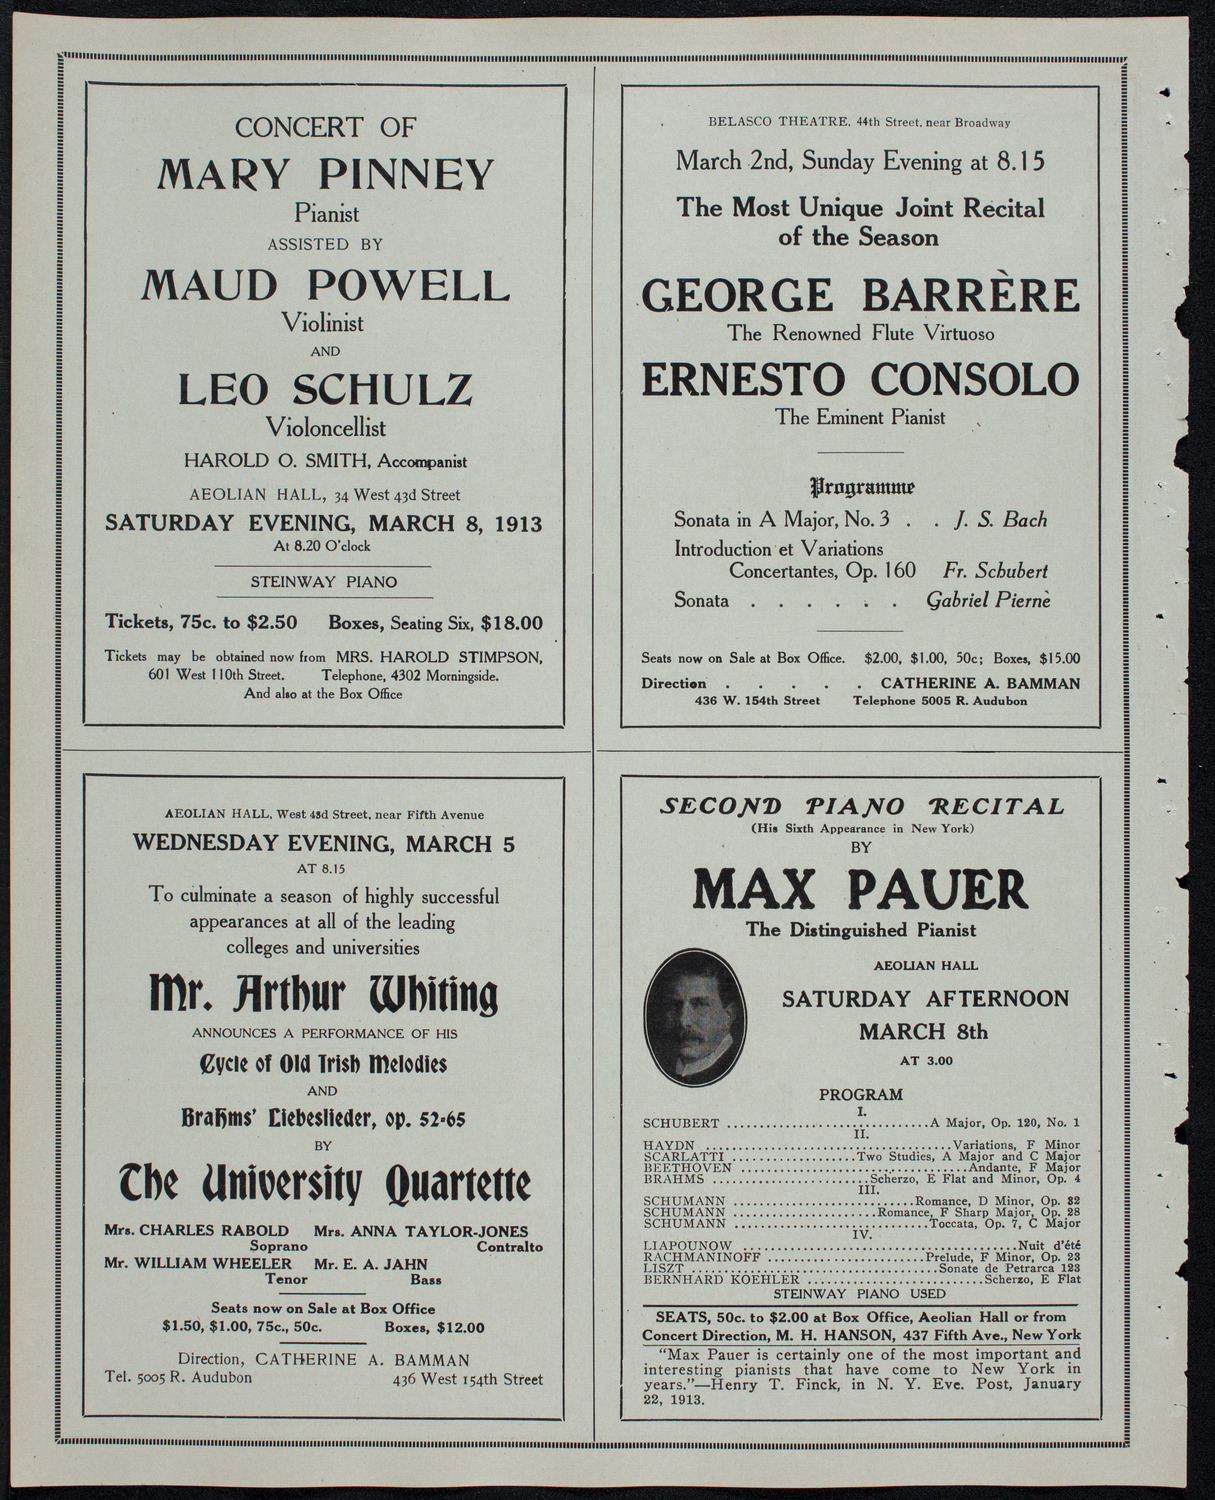 CONCERT OF
MARY PINNEY
Pianist
ASSISTED BY
MAUD POWELL
Violinist
AND
LEO SCHULZ
Violoncellist
HAROLD O. SMITH, Accompanist
AEOLIAN HALL, 34 West 43d Street
SATURDAY EVENING, MARCH 8, 1913
At 8.20 O'clock
STEINWAY PIANO
Tickets, 75c. to $2.50 Boxes, Seating Six, $18.00
Tickets may be obtained now from MRS. HAROLD STIMPSON,
601 West 110th Street. Telephone, 4302 Morningside.
And also at the Box Office
BELASCO THEATRE, 44th Street, near Broadway
March 2nd, Sunday Evening at 8.15
The Most Unique Joint Recital
of the Season
GEORGE BARRÈRE
The Renowned Flute Virtuoso
ERNESTO CONSOLO
The Eminent Pianist
Programme
Sonata in A Major, No. 3 . . J. S. Bach
Introduction et Variations
Concertantes, Op. 160 Fr. Schubert
Sonata . . . . . . Gabriel Piernè
Seats now on Sale at Box Office. $2.00, $1.00, 50c; Boxes, $15.00
Direction . . . . . CATHERINE A. BAMMAN
436 W. 154th Street Telephone 5005 R. Audubon
AEOLIAN HALL, West 43d Street, near Fifth Avenue
WEDNESDAY EVENING, MARCH 5
AT 8.15
To culminate a season of highly successful
appearances at all of the leading
colleges and universities
Mr. Arthur Whiting
ANNOUNCES A PERFORMANCE OF HIS
Cycle of Old Irish Melodies
AND
Brahms' Liebeslieder, op. 52-65
BY
The University Quartette
Mrs. CHARLES RABOLD Mrs. ANNA TAYLOR-JONES
Soprano Contralto
Mr. WILLIAM WHEELER Mr. E. A. JAHN
Tenor Bass
Seats now on Sale at Box Office
$1.50, $1.00, 75c., 50c. Boxes, $12.00
Direction, CATHERINE A. BAMMAN
Tel. 5005 R. Audubon 436 West 154th Street
SECOND PIANO RECITAL
(His Sixth Appearance in New York)
BY
MAX PAUER
The Distinguished Pianist
AEOLIAN HALL
SATURDAY AFTERNOON
MARCH 8th
AT 3.00
PROGRAM
I.
SCHUBERT ..............................A Major, Op. 120, No. 1
II.
HAYDN ....................................Variations, F Minor
SCARLATTI ..................Two Studies, A Major and C Major
BEETHOVEN ..................................Andante, F Major
BRAHMS .......................Scherzo, E Flat and Minor, Op. 4
III.
SCHUMANN ..........................Romance, D Minor, Op. 32
SCHUMANN .....................Romance, F Sharp Major, Op. 28
SCHUMANN ............................Toccata, Op. 7, C Major
IV.
LIAPOUNOW ........................................Nuit d'été
RACHMANINOFF .......................Prelude, F Minor, Op. 23
LISZT .....................................Sonate de Petrarca 123
BERNHARD KOEHLER ..........................Scherzo, E Flat
STEINWAY PIANO USED
SEATS, 50c. to $2.00 at Box Office, Aeolian Hall or from
Concert Direction, M. H. HANSON, 437 Fifth Ave., New York
"Max Pauer is certainly one of the most important and
interesting pianists that have come to New York in
years."—Henry T. Finck, in N. Y. Eve. Post, January
22, 1913.